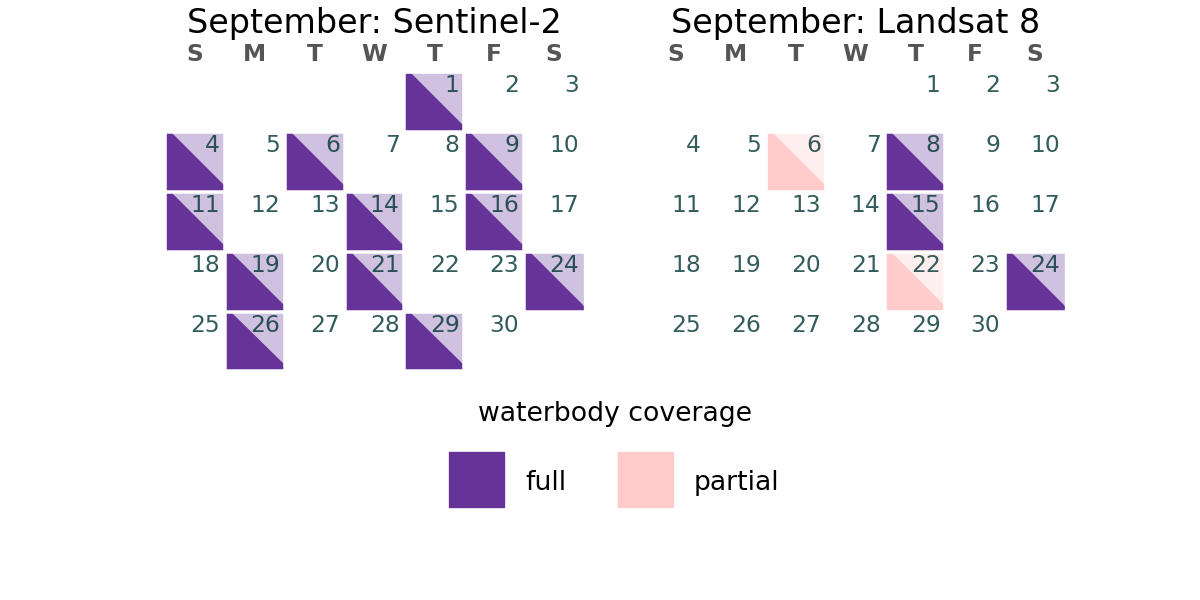 September: Sentinel-2
S M T W T F S
1 2 3
4 5 6 7 8 9 10
11 12 13 14 15 16 17
18 19 20 21 22 23 24
25 26 27 28 29 30
September: Landsat 8
S M T W T F S
1 2 3
4 5 6 7 8 9 10
11 12 13 14 15 16 17
18 19 20 21 22 23 24
25 26 27 28 29 30
waterbody coverage
full partial